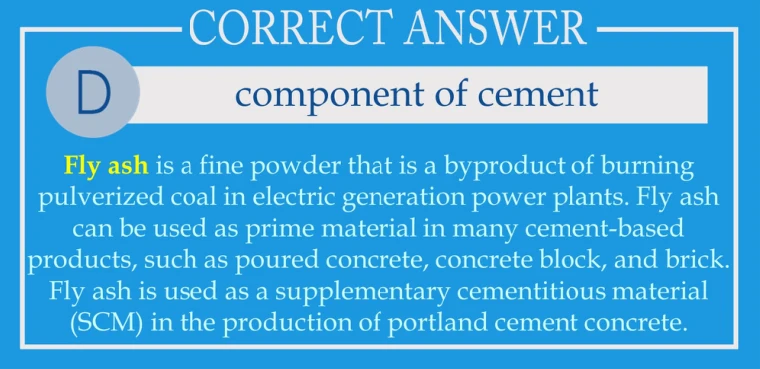 CORRECT ANSWER
D
component of cement
Fly ash is a fine powder that is a byproduct of burning
pulverized coal in electric generation power plants. Fly ash
can be used as prime material in many cement-based
products, such as poured concrete, concrete block, and brick.
Fly ash is used as a supplementary cementitious material
(SCM) in the production of portland cement concrete.